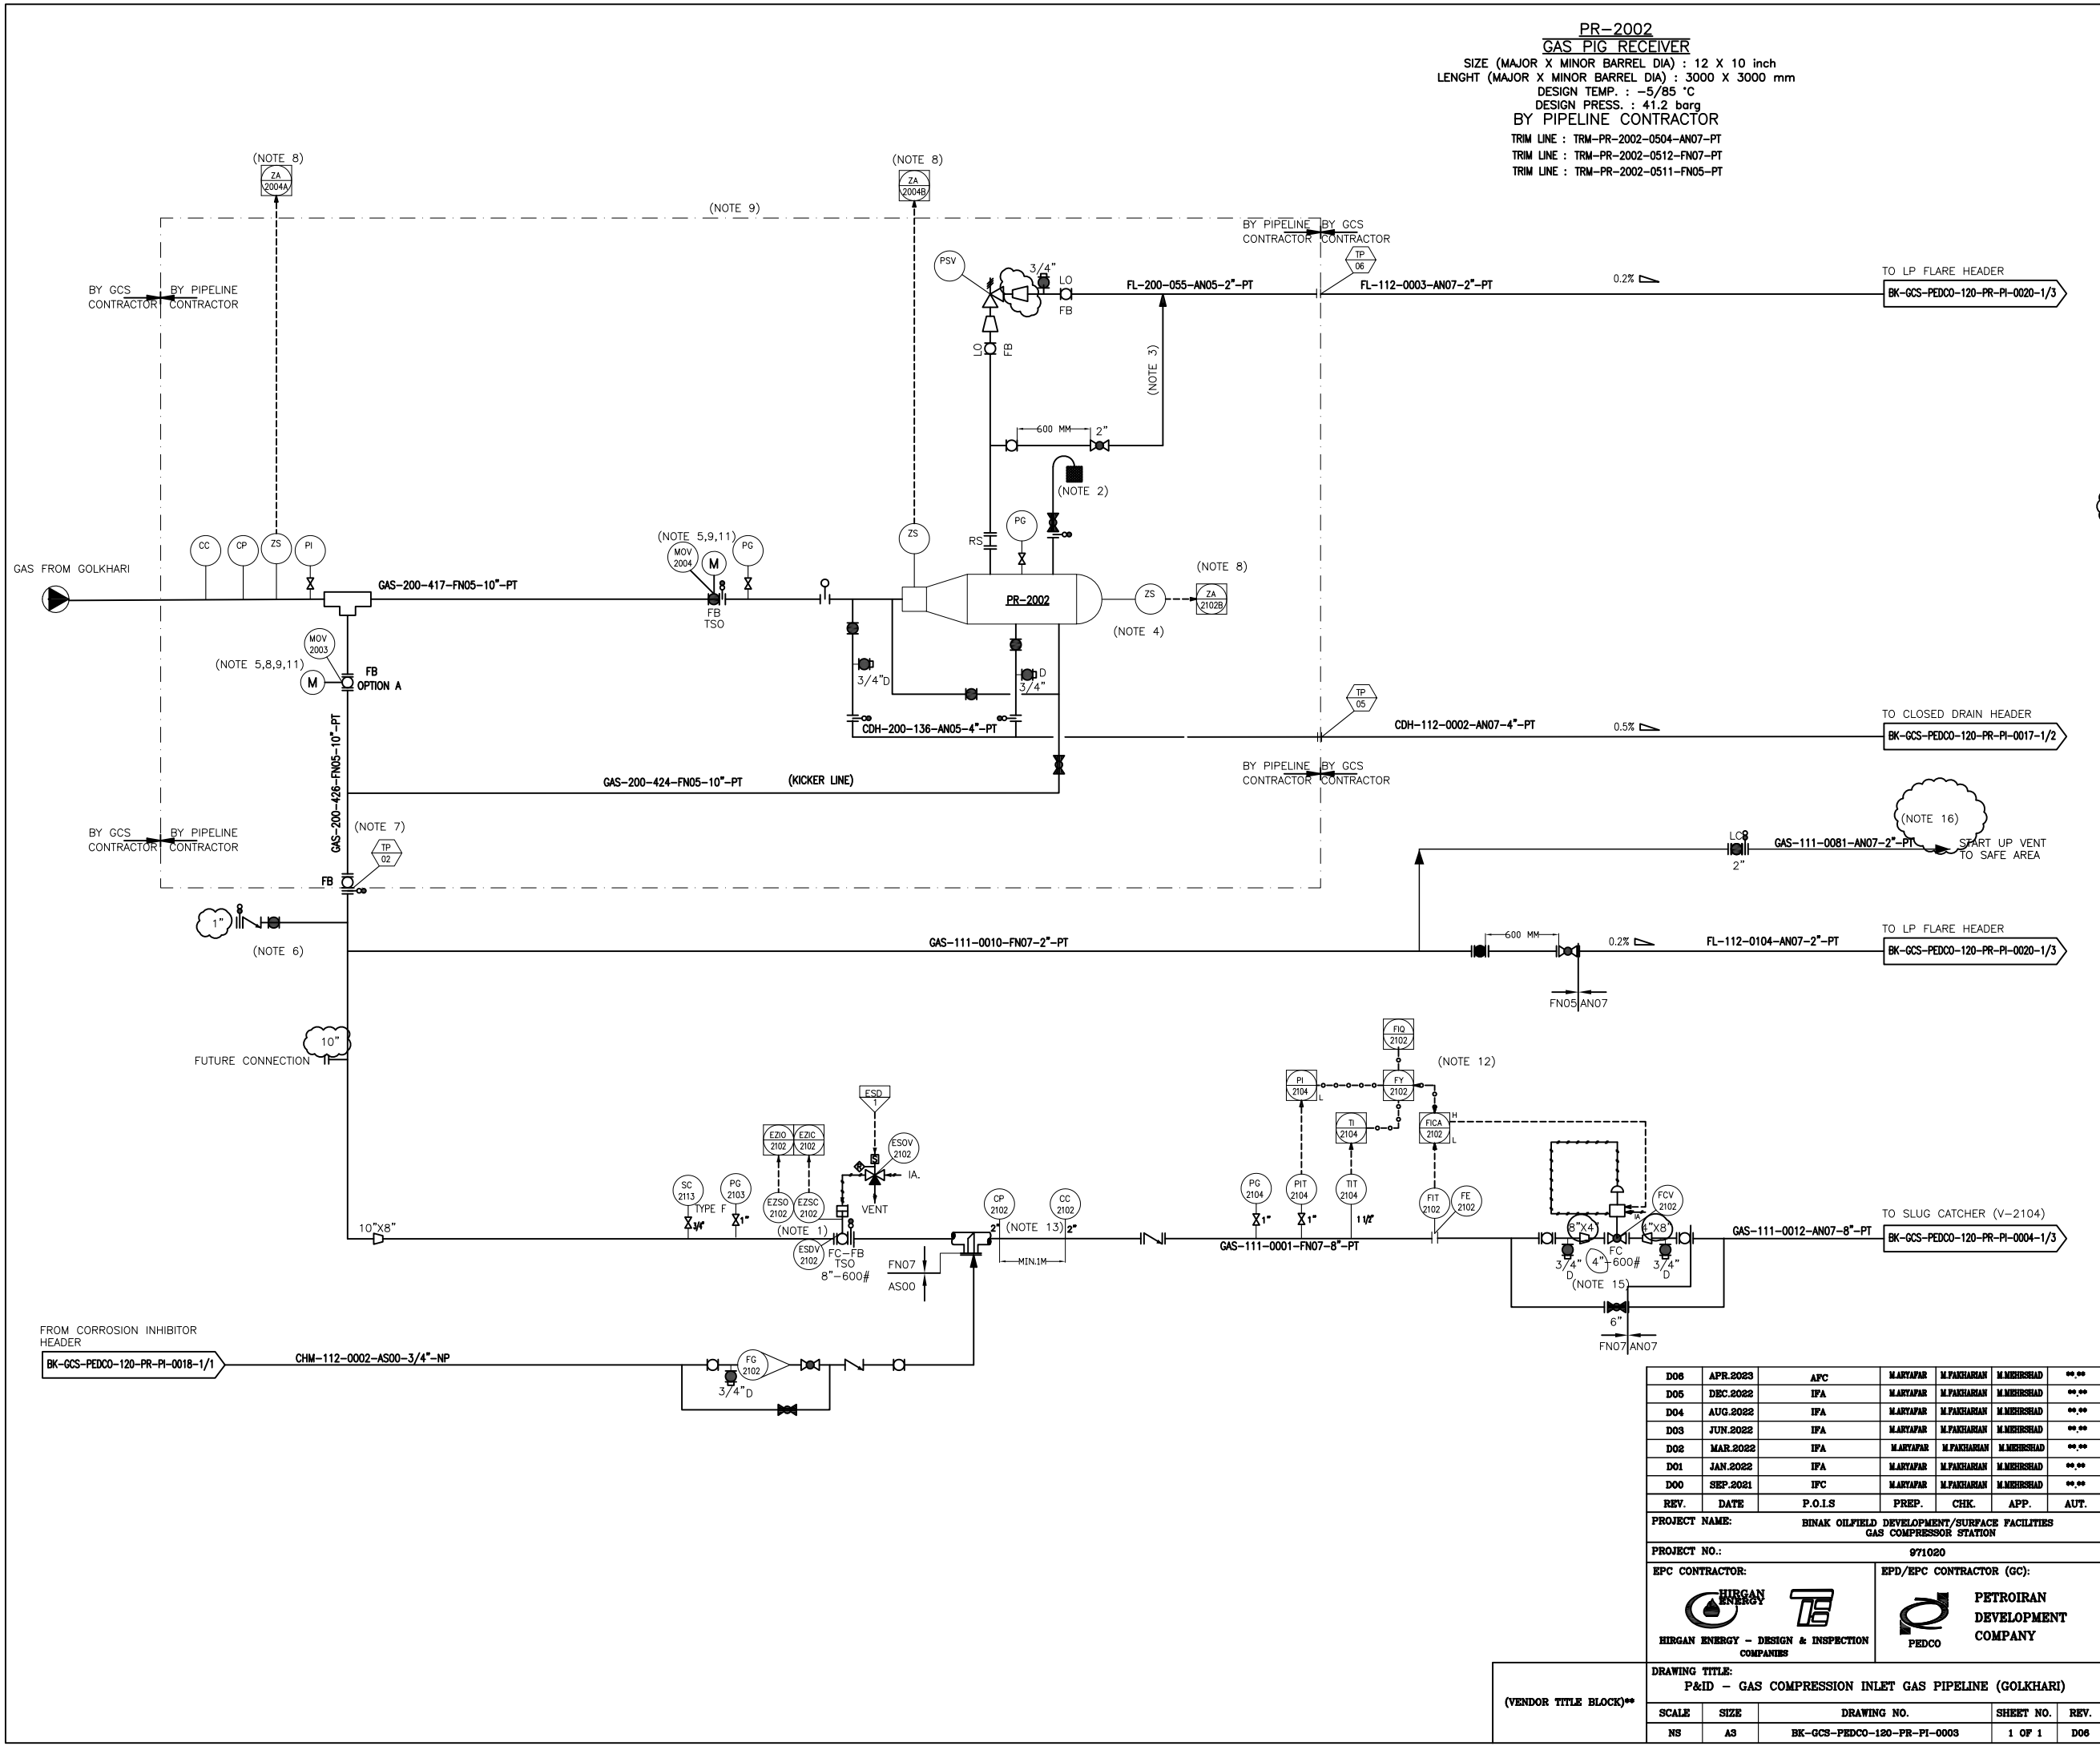 PR-2002
GAS PIG RECEIVER
SIZE (MAJOR X MINOR BARREL DIA) : 12 X 10 inch
LENGHT (MAJOR X MINOR BARREL DIA) : 3000 X 3000 mm
DESIGN TEMP. : -5/85 °C
DESIGN PRESS. : 41.2 barg
BY PIPELINE CONTRACTOR
TRIM LINE : TRM-PR-2002-0504-AN07-PT
TRIM LINE : TRM-PR-2002-0512-FN07-PT
TRIM LINE : TRM-PR-2002-0511-FN05-PT
(NOTE 8)
ZA
2004A
(NOTE 8)
ZA
2004B
(NOTE 9)
BY PIPELINE
CONTRACTOR
BY GCS
CONTRACTOR
BY GCS
CONTRACTOR
BY PIPELINE
CONTRACTOR
PSV
3/4"
LO
FB
LO
FB
FL-200-055-AN05-2"-PT
TP
06
FL-112-0003-AN07-2"-PT
0.2%
TO LP FLARE HEADER
BK-GCS-PEDCO-120-PR-PI-0020-1/3
(NOTE 3)
600 MM
2"
(NOTE 2)
RS
PG
ZS
CC
CP
ZS
PI
GAS FROM GOLKHARI
GAS-200-417-FN05-10"-PT
(NOTE 5,9,11)
MOV
2004
M
PG
FB
TSO
PR-2002
ZS
(NOTE 8)
ZA
2102B
(NOTE 4)
MOV
2003
(NOTE 5,8,9,11)
M
FB
OPTION A
3/4"D
D
3/4"
CDH-200-136-AN05-4"-PT
TP
05
CDH-112-0002-AN07-4"-PT
0.5%
TO CLOSED DRAIN HEADER
BK-GCS-PEDCO-120-PR-PI-0017-1/2
GAS-200-426-FN05-10"-PT
GAS-200-424-FN05-10"-PT
(KICKER LINE)
BY PIPELINE
CONTRACTOR
BY GCS
CONTRACTOR
BY GCS
CONTRACTOR
BY PIPELINE
CONTRACTOR
(NOTE 7)
TP
02
FB
(NOTE 16)
LC
2"
GAS-111-0081-AN07-2"-PT
START UP VENT
TO SAFE AREA
1"
(NOTE 6)
GAS-111-0010-FN07-2"-PT
600 MM
0.2%
FL-112-0104-AN07-2"-PT
TO LP FLARE HEADER
BK-GCS-PEDCO-120-PR-PI-0020-1/3
FN05
AN07
10"
FUTURE CONNECTION
FIQ
2102
(NOTE 12)
PI
2104
L
FY
2102
TI
2104
FICA
2102
H
L
ESD
1
EZIO
2102
EZIC
2102
S
R
ESOV
2102
IA.
VENT
SC
2113
TYPE F
3/4"
PG
2103
1"
EZSO
2102
EZSC
2102
(NOTE 1)
ESDV
2102
FC-FB
TSO
8"-600#
10"X8"
CP
2102
2"
(NOTE 13)
CC
2102
2"
MIN.1M
FN07
AS00
PG
2104
1"
PIT
2104
1"
TIT
2104
1 1/2"
FIT
2102
FE
2102
GAS-111-0001-FN07-8"-PT
FCV
2102
IA
8"X4"
4"X8"
FC
4"-600#
3/4"
D
3/4"
D
(NOTE 15)
6"
FN07
AN07
GAS-111-0012-AN07-8"-PT
TO SLUG CATCHER (V-2104)
BK-GCS-PEDCO-120-PR-PI-0004-1/3
FROM CORROSION INHIBITOR
HEADER
BK-GCS-PEDCO-120-PR-PI-0018-1/1
CHM-112-0002-AS00-3/4"-NP
FG
2102
3/4"D
D06 APR.2023 AFC M.ARYAFAR M.FAKHARIAN M.MEHRSHAD **.**
D05 DEC.2022 IFA M.ARYAFAR M.FAKHARIAN M.MEHRSHAD **.**
D04 AUG.2022 IFA M.ARYAFAR M.FAKHARIAN M.MEHRSHAD **.**
D03 JUN.2022 IFA M.ARYAFAR M.FAKHARIAN M.MEHRSHAD **.**
D02 MAR.2022 IFA M.ARYAFAR M.FAKHARIAN M.MEHRSHAD **.**
D01 JAN.2022 IFA M.ARYAFAR M.FAKHARIAN M.MEHRSHAD **.**
D00 SEP.2021 IFC M.ARYAFAR M.FAKHARIAN M.MEHRSHAD **.**
REV. DATE P.O.I.S PREP. CHK. APP. AUT.
PROJECT NAME: BINAK OILFIELD DEVELOPMENT/SURFACE FACILITIES
GAS COMPRESSOR STATION
PROJECT NO.: 971020
EPC CONTRACTOR:
HIRGAN
ENERGY
HIRGAN ENERGY - DESIGN & INSPECTION
COMPANIES
EPD/EPC CONTRACTOR (GC):
PEDCO
PETROIRAN
DEVELOPMENT
COMPANY
(VENDOR TITLE BLOCK)**
DRAWING TITLE:
P&ID - GAS COMPRESSION INLET GAS PIPELINE (GOLKHARI)
SCALE SIZE DRAWING NO. SHEET NO. REV.
NS A3 BK-GCS-PEDCO-120-PR-PI-0003 1 OF 1 D06